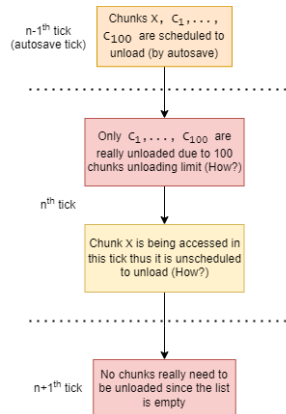 n-1th tick
(autosave tick)
Chunks X, C1,...,
C100 are scheduled to
unload (by autosave)
Only C1,..., C100 are
really unloaded due to 100
chunks unloading limit (How?)
nth tick
Chunk X is being accessed in
this tick thus it is unscheduled
to unload (How?)
n+1th tick
No chunks really need to
be unloaded since the list
is empty